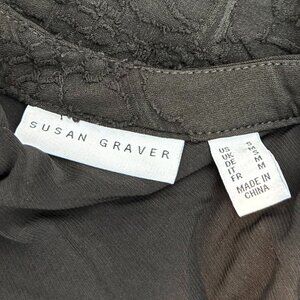 SUSAN GRAVER
US S
UK S
DE M
IT M
FR M
MADE IN
CHINA